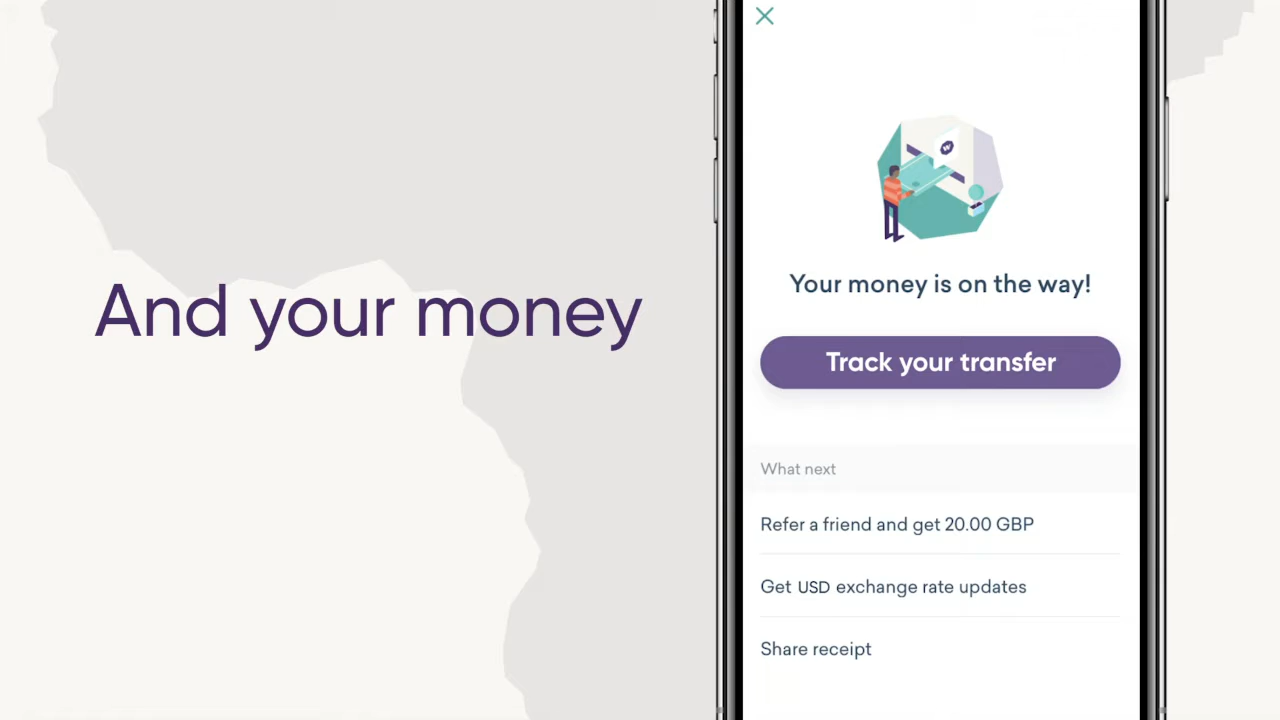 And your money
W
Your money is on the way!
Track your transfer
What next
Refer a friend and get 20.00 GBP
Get USD exchange rate updates
Share receipt